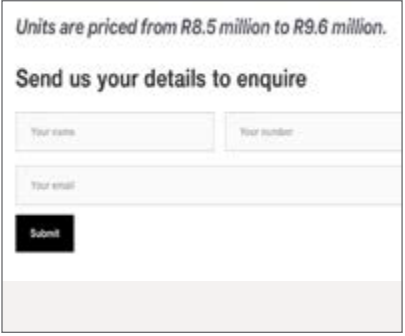 Units are priced from R8.5 million to R9.6 million.
Send us your details to enquire
Your name Your number
Your email
Submit